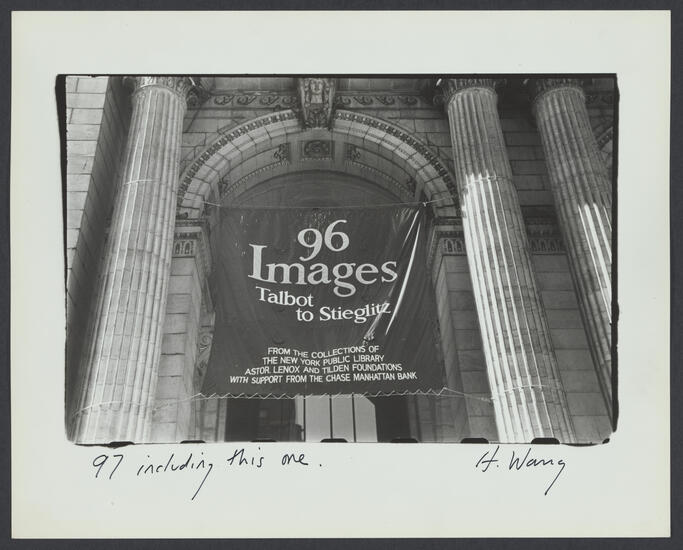 96
Images
Talbot
to Stieglitz
FROM THE COLLECTIONS OF
THE NEW YORK PUBLIC LIBRARY
ASTOR, LENOX AND TILDEN FOUNDATIONS
WITH SUPPORT FROM THE CHASE MANHATTAN BANK
97 including this one.
H. Wang